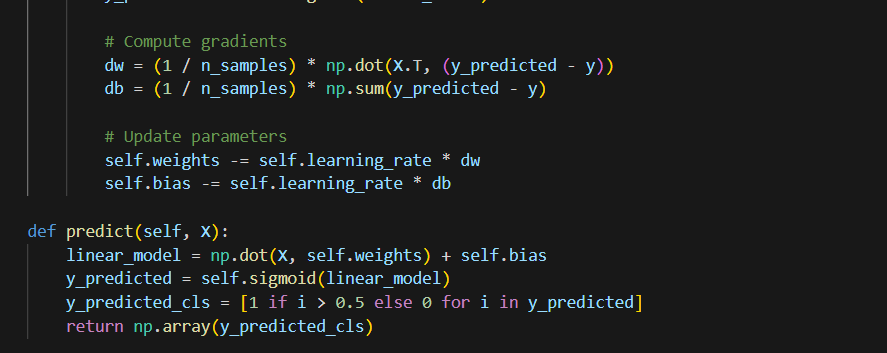 # Compute gradients
dw = (1 / n_samples) * np.dot(X.T, (y_predicted - y))
db = (1 / n_samples) * np.sum(y_predicted - y)
# Update parameters
self.weights -= self.learning_rate * dw
self.bias -= self.learning_rate * db
def predict(self, X):
linear_model = np.dot(X, self.weights) + self.bias
y_predicted = self.sigmoid(linear_model)
y_predicted_cls = [1 if i > 0.5 else 0 for i in y_predicted]
return np.array(y_predicted_cls)